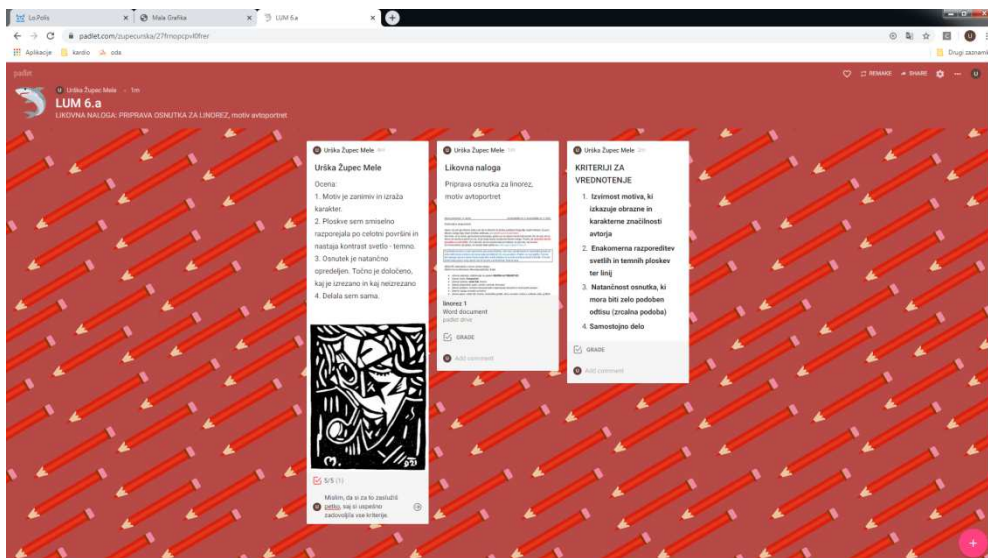 Lo.Polis
Mala Grafika
LUM 6.a
padlet.com/zupecurska/27frnopcpvl0frer
Aplikacije
kardio
ods
Drugi zaznamki
padlet
REMAKE
SHARE
Urška Župec Mele • 1m
LUM 6.a
LIKOVNA NALOGA: PRIPRAVA OSNUTKA ZA LINOREZ, motiv avtoportret
Urška Župec Mele
Urška Župec Mele
Ocena:
1. Motiv je zanimiv in izraža
karakter.
2. Ploskve sem smiselno
razporejala po celotni površini in
nastaja kontrast svetlo - temno.
3. Osnutek je natančno
opredeljen. Točno je določeno,
kaj je izrezano in kaj neizrezano
4. Delala sem sama.
5/5 (1)
Mislim, da si za to zaslužiš
petko, saj si uspešno
zadovoljila vse kriterije.
Urška Župec Mele
Likovna naloga
Priprava osnutka za linorez,
motiv avtoportret
linorez 1
Word document
padlet drive
GRADE
Add comment
Urška Župec Mele
KRITERIJI ZA
VREDNOTENJE
1. Izvirnost motiva, ki
izkazuje obrazne in
karakterne značilnosti
avtorja
2. Enakomerna razporeditev
svetlih in temnih ploskev
ter linij
3. Natančnost osnutka, ki
mora biti zelo podoben
odtisu (zrcalna podoba)
4. Samostojno delo
GRADE
Add comment